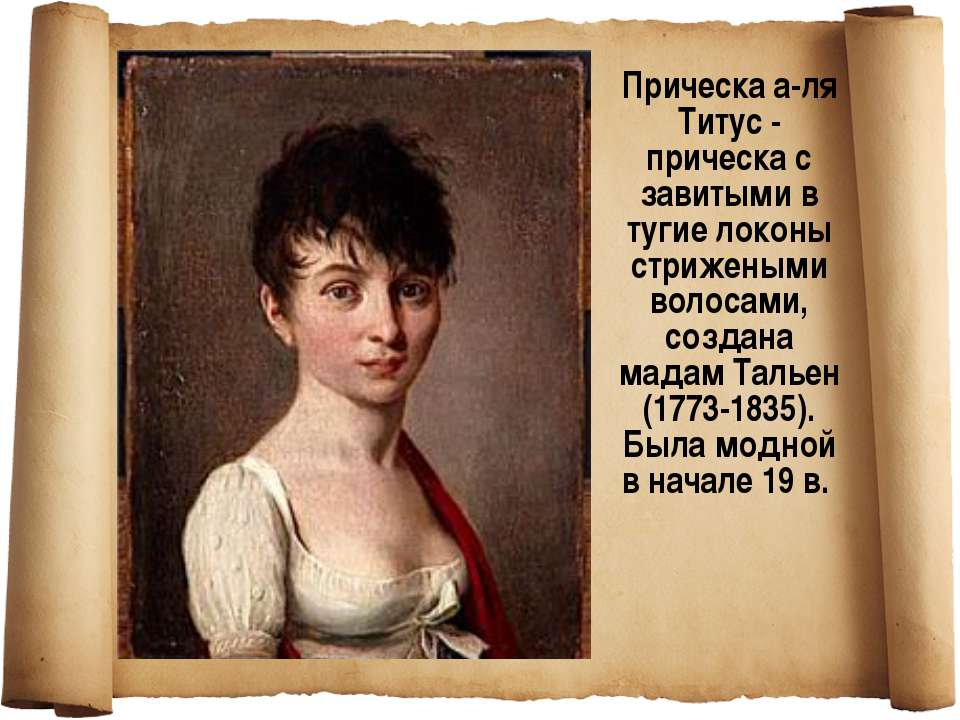 Прическа а-ля
Титус -
прическа с
завитыми в
тугие локоны
стрижеными
волосами,
создана
мадам Тальен
(1773-1835).
Была модной
в начале 19 в.